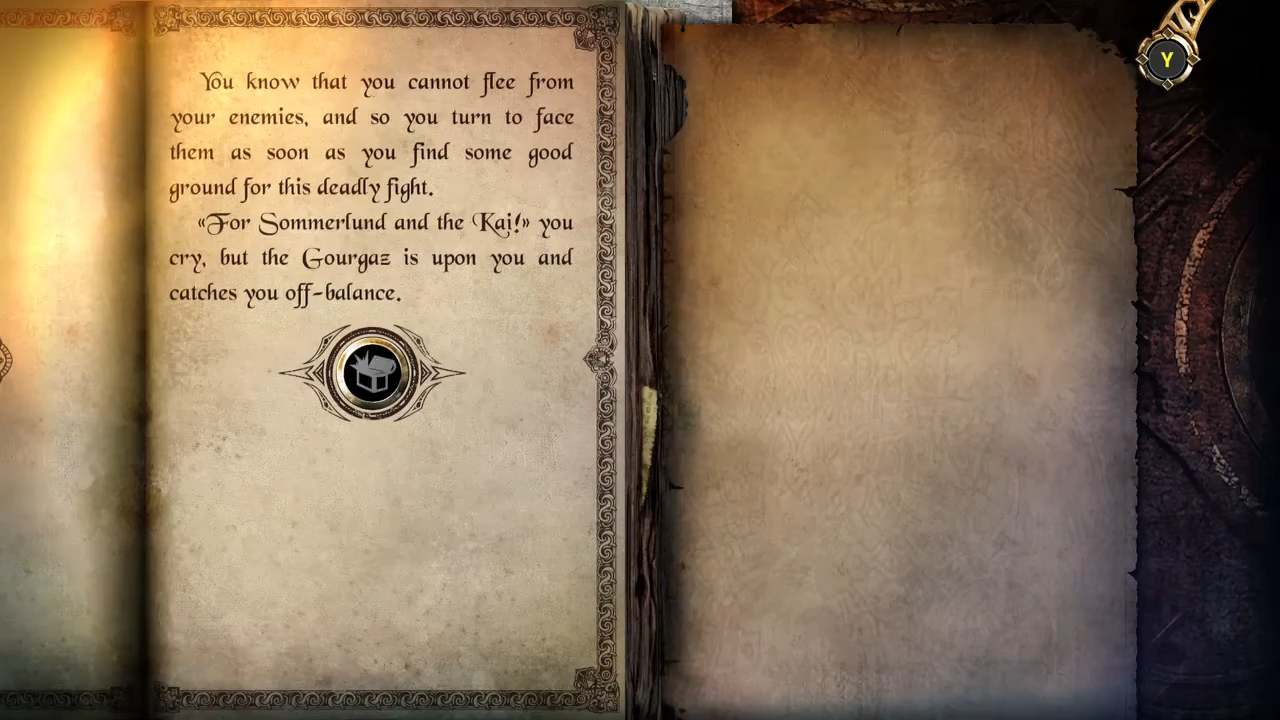 You know that you cannot flee from
your enemies, and so you turn to face
them as soon as you find some good
ground for this deadly fight.
«For Sommerlund and the Kai!» you
cry, but the Gourgaz is upon you and
catches you off-balance.
Y